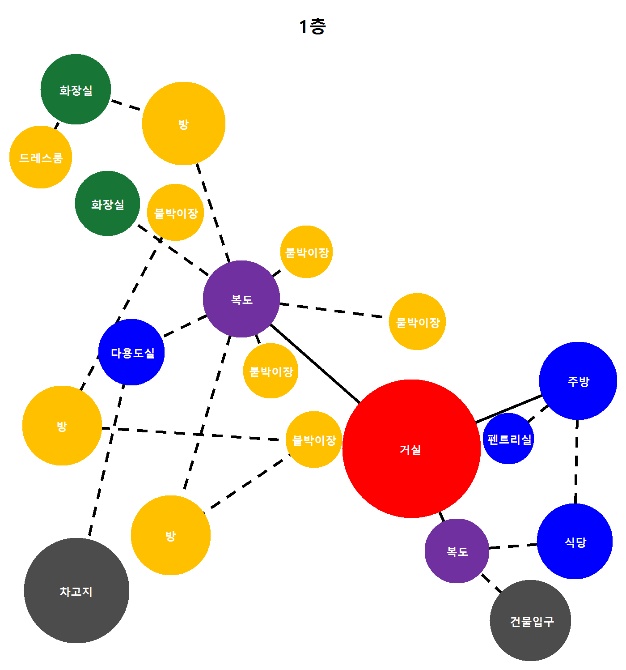 1층
화장실
방
드레스룸
화장실
붙박이장
붙박이장
복도
붙박이장
다용도실
붙박이장
주방
방
붙박이장
펜트리실
거실
방
복도
식당
차고지
건물입구